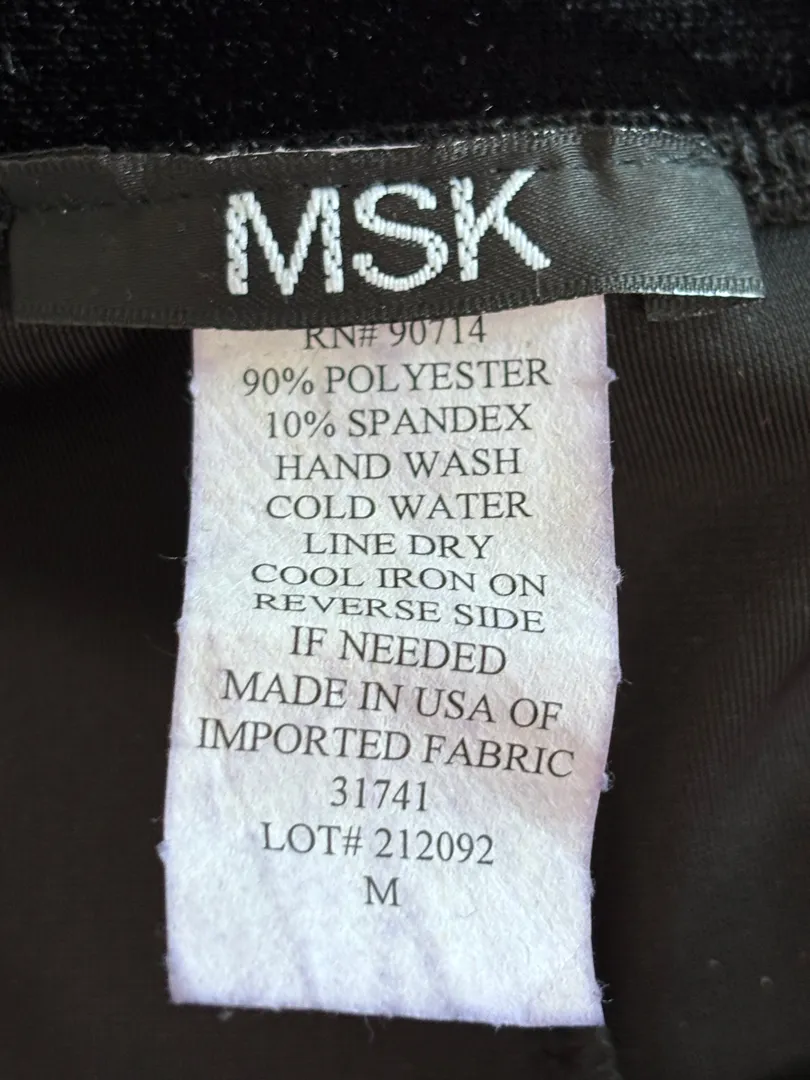 MSK
RN# 90714
90% POLYESTER
10% SPANDEX
HAND WASH
COLD WATER
LINE DRY
COOL IRON ON
REVERSE SIDE
IF NEEDED
MADE IN USA OF
IMPORTED FABRIC
31741
LOT# 212092
M